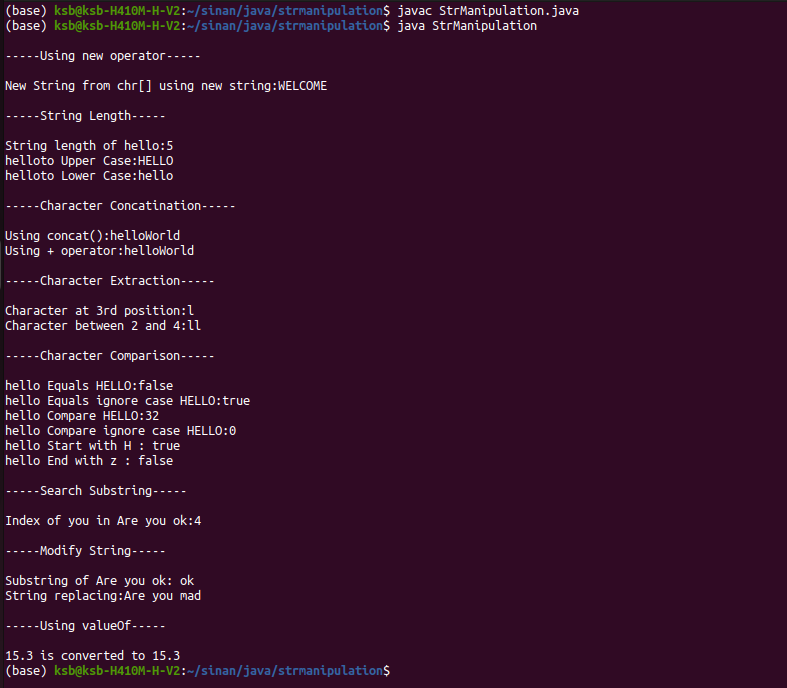 (base) ksb@ksb-H410M-H-V2:~/sinan/java/strmanipulation$ javac StrManipulation.java
(base) ksb@ksb-H410M-H-V2:~/sinan/java/strmanipulation$ java StrManipulation
-----Using new operator-----
New String from chr[] using new string:WELCOME
-----String Length-----
String length of hello:5
helloto Upper Case:HELLO
helloto Lower Case:hello
-----Character Concatination-----
Using concat():helloWorld
Using + operator:helloWorld
-----Character Extraction-----
Character at 3rd position:l
Character between 2 and 4:ll
-----Character Comparison-----
hello Equals HELLO:false
hello Equals ignore case HELLO:true
hello Compare HELLO:32
hello Compare ignore case HELLO:0
hello Start with H : true
hello End with z : false
-----Search Substring-----
Index of you in Are you ok:4
-----Modify String-----
Substring of Are you ok: ok
String replacing:Are you mad
-----Using valueOf-----
15.3 is converted to 15.3
(base) ksb@ksb-H410M-H-V2:~/sinan/java/strmanipulation$